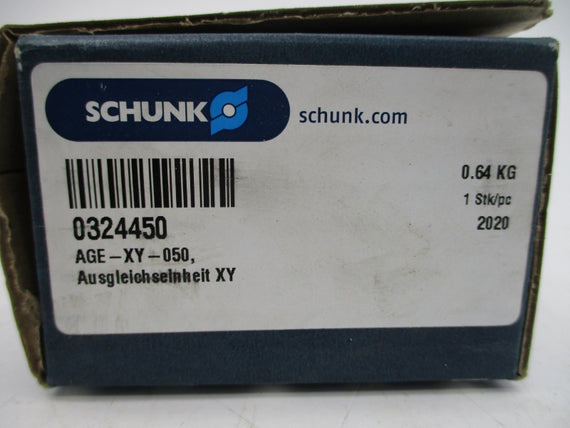 SCHUNK
schunk.com
0324450
AGE-XY-050,
Ausgleichseinheit XY
0.64 KG
1 Stk/pc
2020